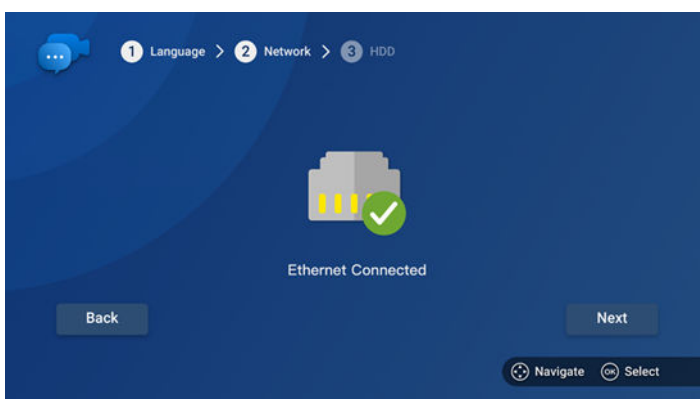 1 Language > 2 Network > 3 HDD
Ethernet Connected
Back
Next
Navigate OK Select